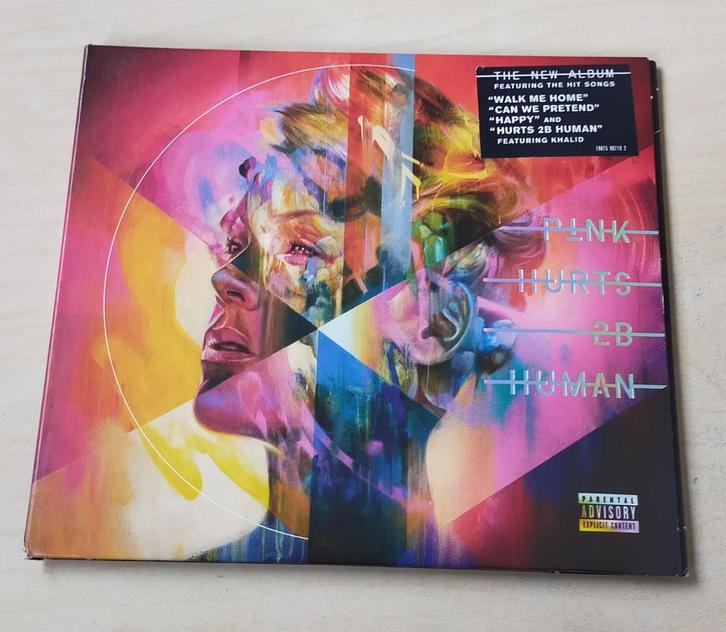 THE NEW ALBUM
FEATURING THE HIT SONGS
"WALK ME HOME"
"CAN WE PRETEND"
"HAPPY" AND
"HURTS 2B HUMAN"
FEATURING KHALID
P!NK
HURTS
2B
HUMAN
PARENTAL
ADVISORY
EXPLICIT CONTENT